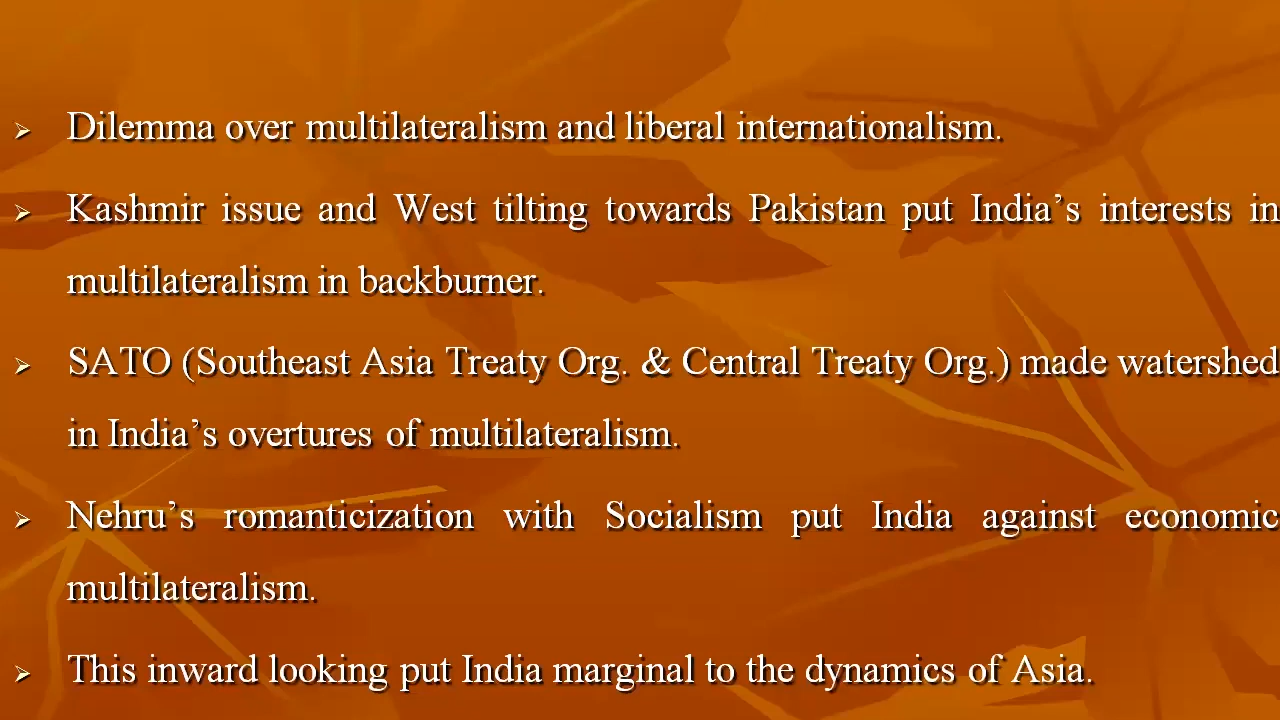 Dilemma over multilateralism and liberal internationalism.
Kashmir issue and West tilting towards Pakistan put India's interests in
multilateralism in backburner.
SATO (Southeast Asia Treaty Org. & Central Treaty Org.) made watershed
in India's overtures of multilateralism.
Nehru's romanticization with Socialism put India against economic
multilateralism.
This inward looking put India marginal to the dynamics of Asia.